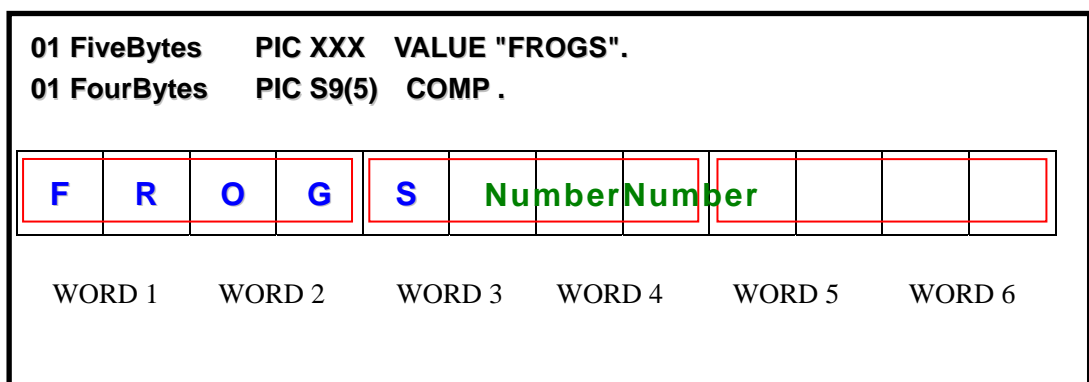 01 FiveBytes PIC XXX VALUE "FROGS".
01 FourBytes PIC S9(5) COMP .
F R O G S NumberNumber
WORD 1 WORD 2 WORD 3 WORD 4 WORD 5 WORD 6